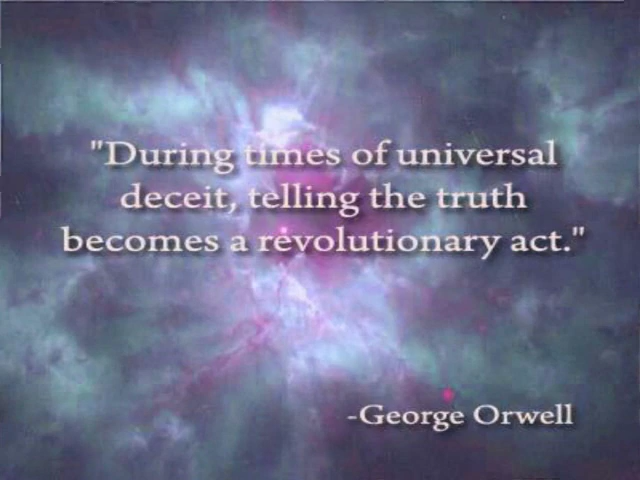 "During times of universal
deceit, telling the truth
becomes a revolutionary act."
-George Orwell